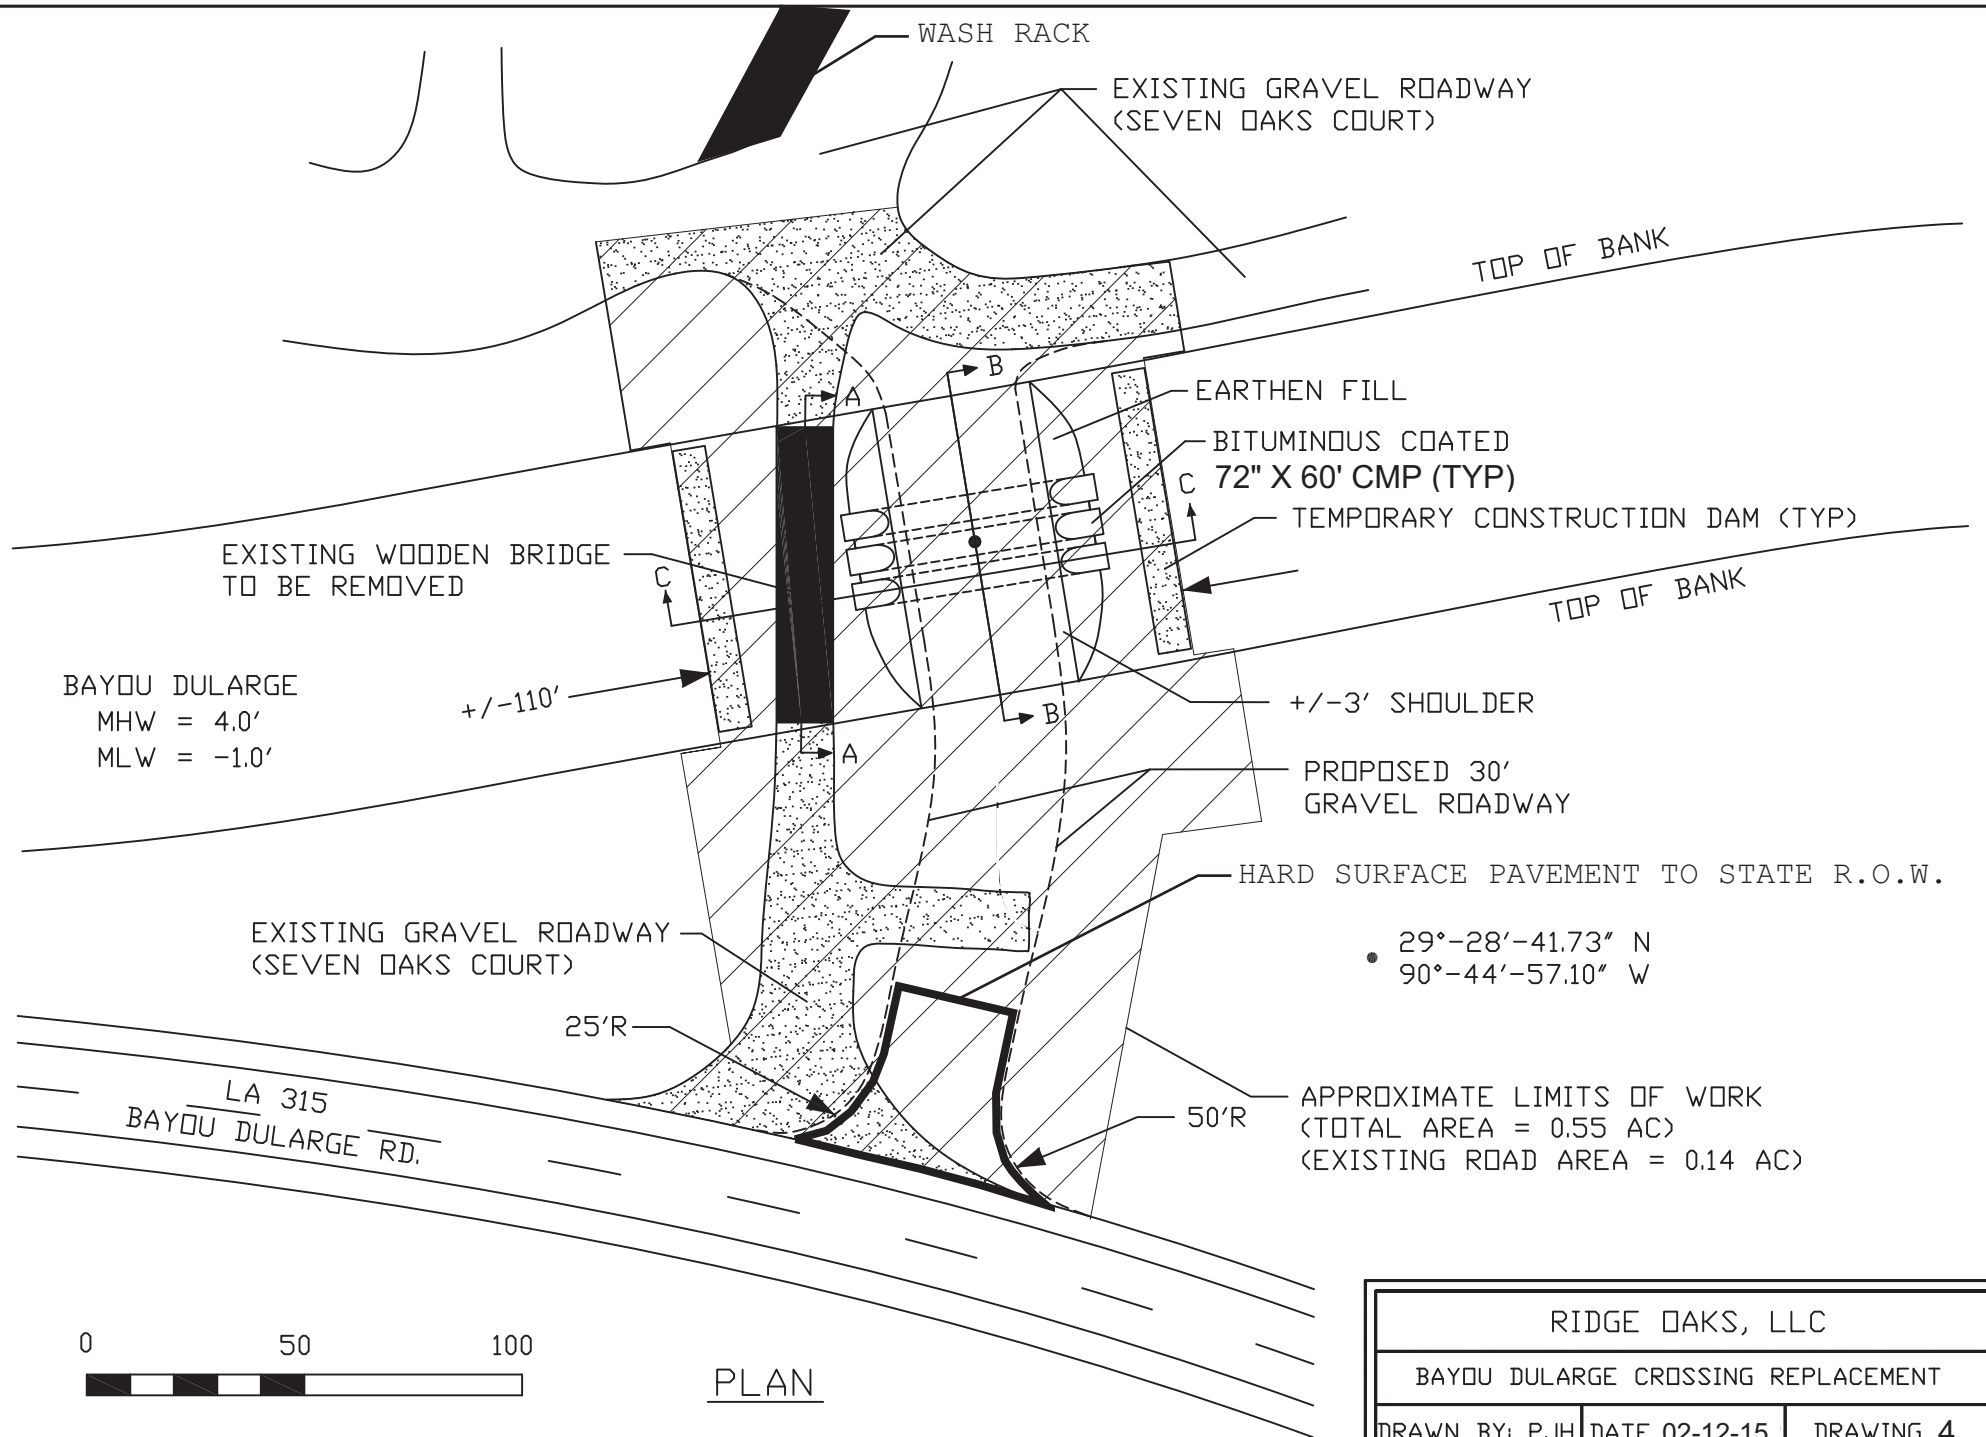 WASH RACK
EXISTING GRAVEL ROADWAY
(SEVEN OAKS COURT)
TOP OF BANK
B
A
EARTHEN FILL
BITUMINOUS COATED
72" X 60' CMP (TYP)
C
TEMPORARY CONSTRUCTION DAM (TYP)
EXISTING WOODEN BRIDGE
TO BE REMOVED
C
TOP OF BANK
BAYOU DULARGE
MHW = 4.0'
MLW = -1.0'
+/-110'
+/-3' SHOULDER
B
A
PROPOSED 30'
GRAVEL ROADWAY
HARD SURFACE PAVEMENT TO STATE R.O.W.
EXISTING GRAVEL ROADWAY
(SEVEN OAKS COURT)
29°-28'-41.73" N
90°-44'-57.10" W
25'R
LA 315
BAYOU DULARGE RD.
50'R
APPROXIMATE LIMITS OF WORK
(TOTAL AREA = 0.55 AC)
(EXISTING ROAD AREA = 0.14 AC)
0 50 100
PLAN
RIDGE OAKS, LLC
BAYOU DULARGE CROSSING REPLACEMENT
DRAWN BY: PJH DATE 02-12-15 DRAWING 4